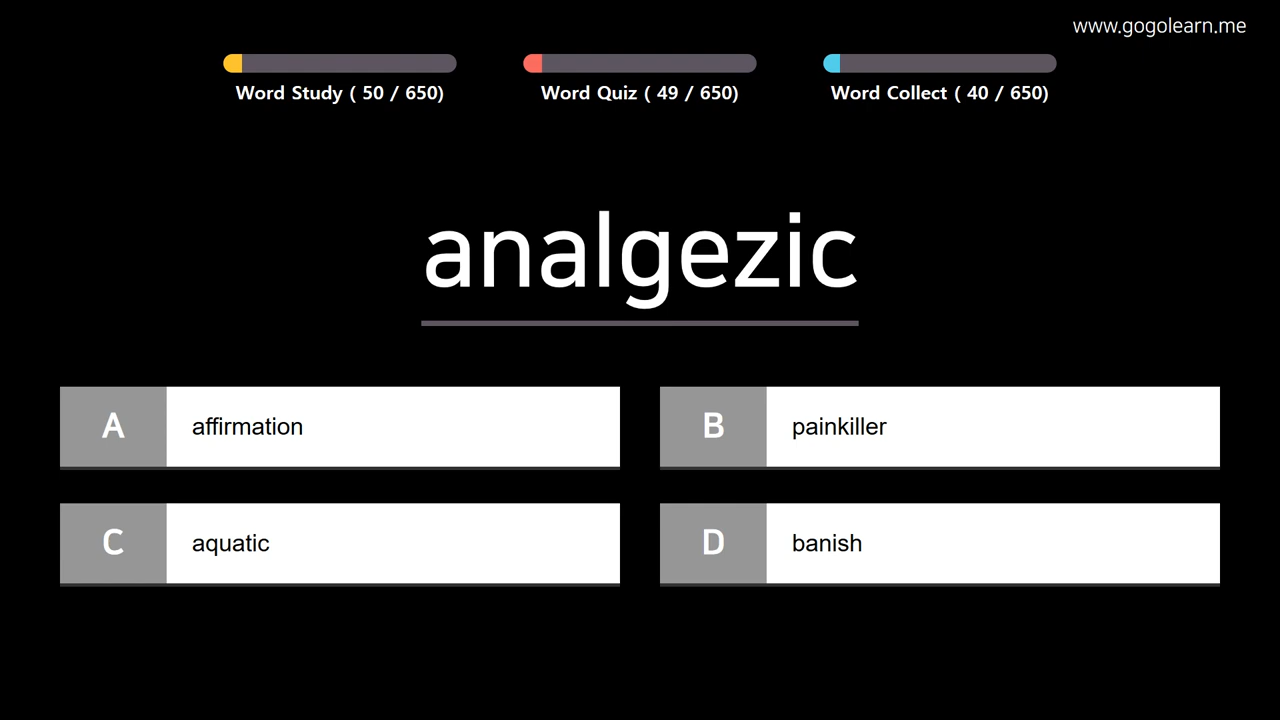 www.gogolearn.me
Word Study ( 50 / 650)
Word Quiz ( 49 / 650)
Word Collect ( 40 / 650)
analgezic
A affirmation
B painkiller
C aquatic
D banish